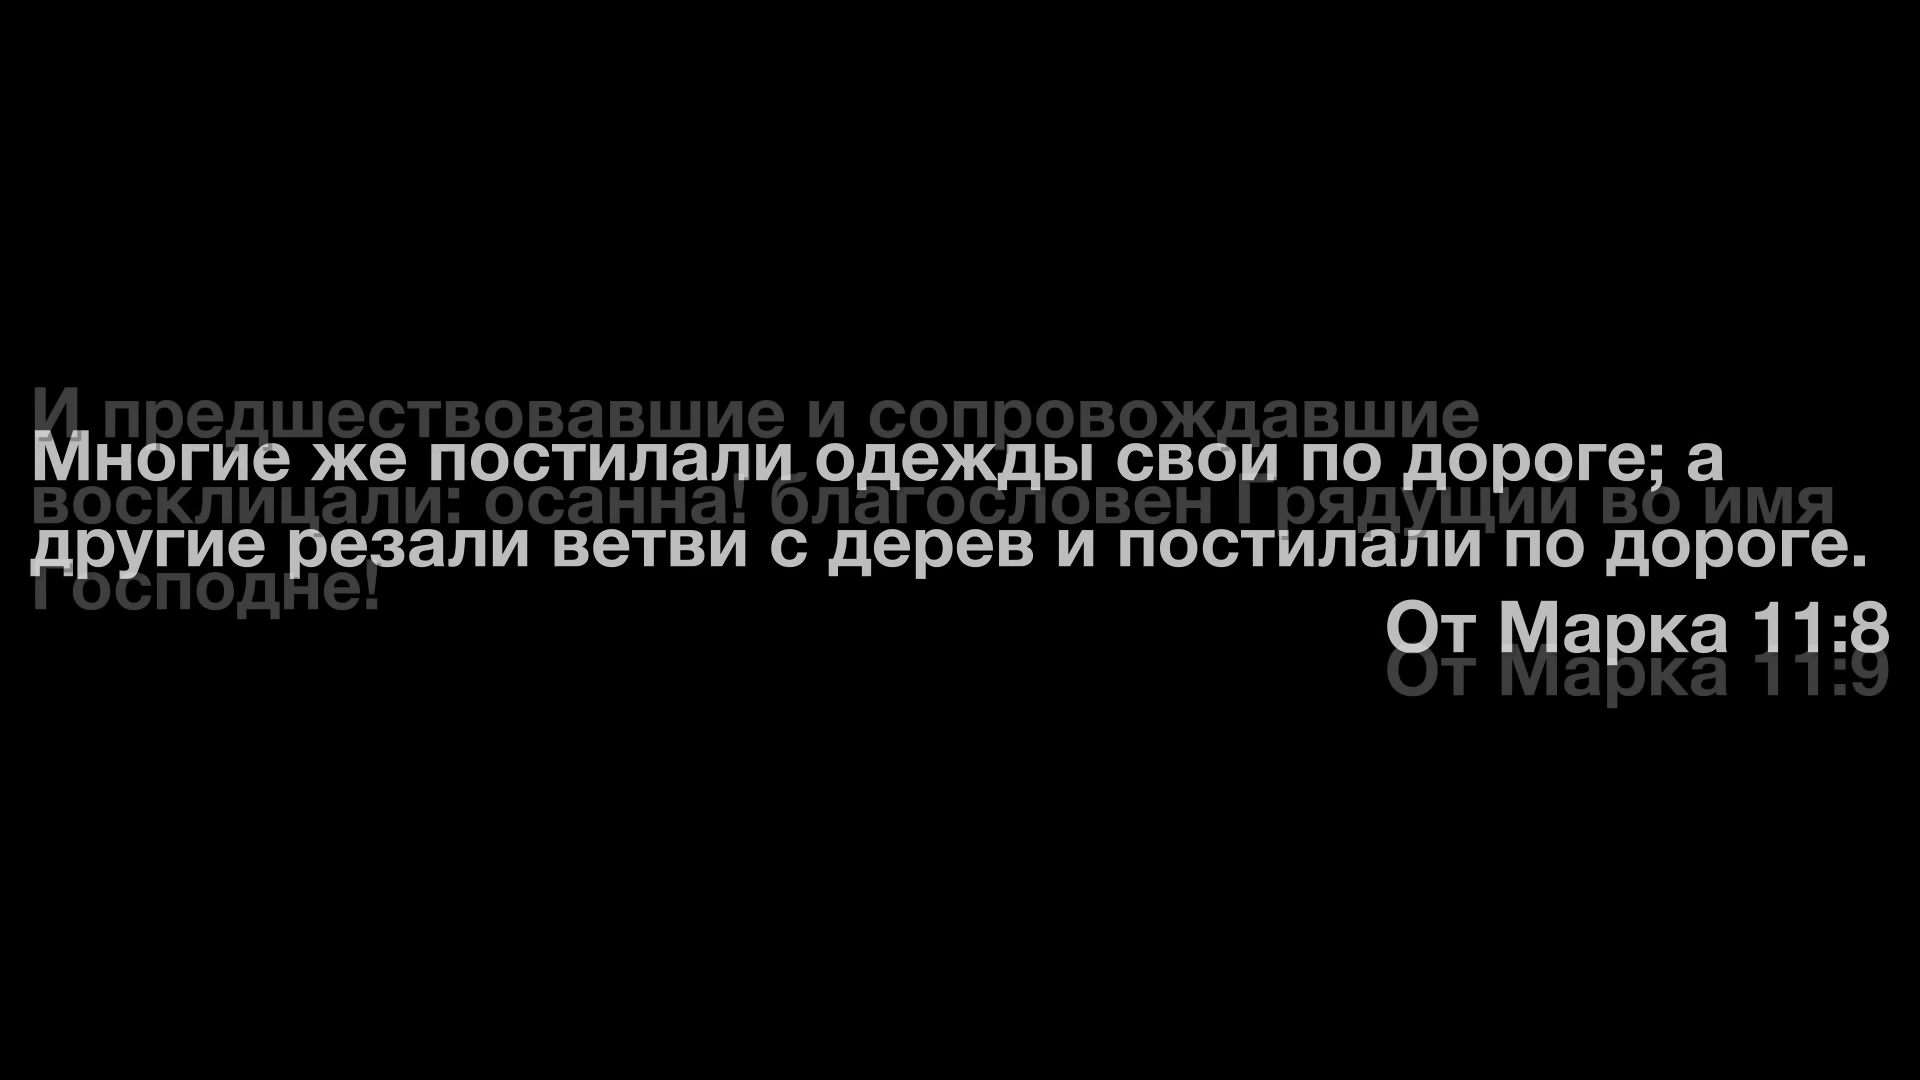 И предшествовавшие и сопровождавшие
Многие же постилали одежды свои по дороге; а
восклицали: осанна! благословен Грядущий во имя
другие резали ветви с дерев и постилали по дороге.
Господне!
От Марка 11:8
От Марка 11:9